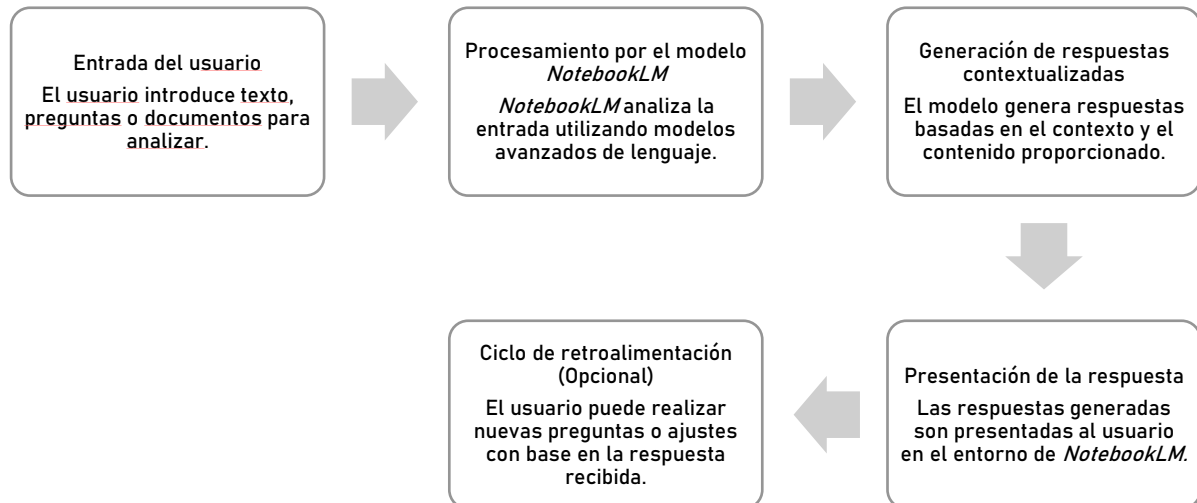 Entrada del usuario
El usuario introduce texto,
preguntas o documentos para
analizar.
Procesamiento por el modelo
NotebookLM
NotebookLM analiza la
entrada utilizando modelos
avanzados de lenguaje.
Generación de respuestas
contextualizadas
El modelo genera respuestas
basadas en el contexto y el
contenido proporcionado.
Presentación de la respuesta
Las respuestas generadas
son presentadas al usuario
en el entorno de NotebookLM.
Ciclo de retroalimentación
(Opcional)
El usuario puede realizar
nuevas preguntas o ajustes
con base en la respuesta
recibida.